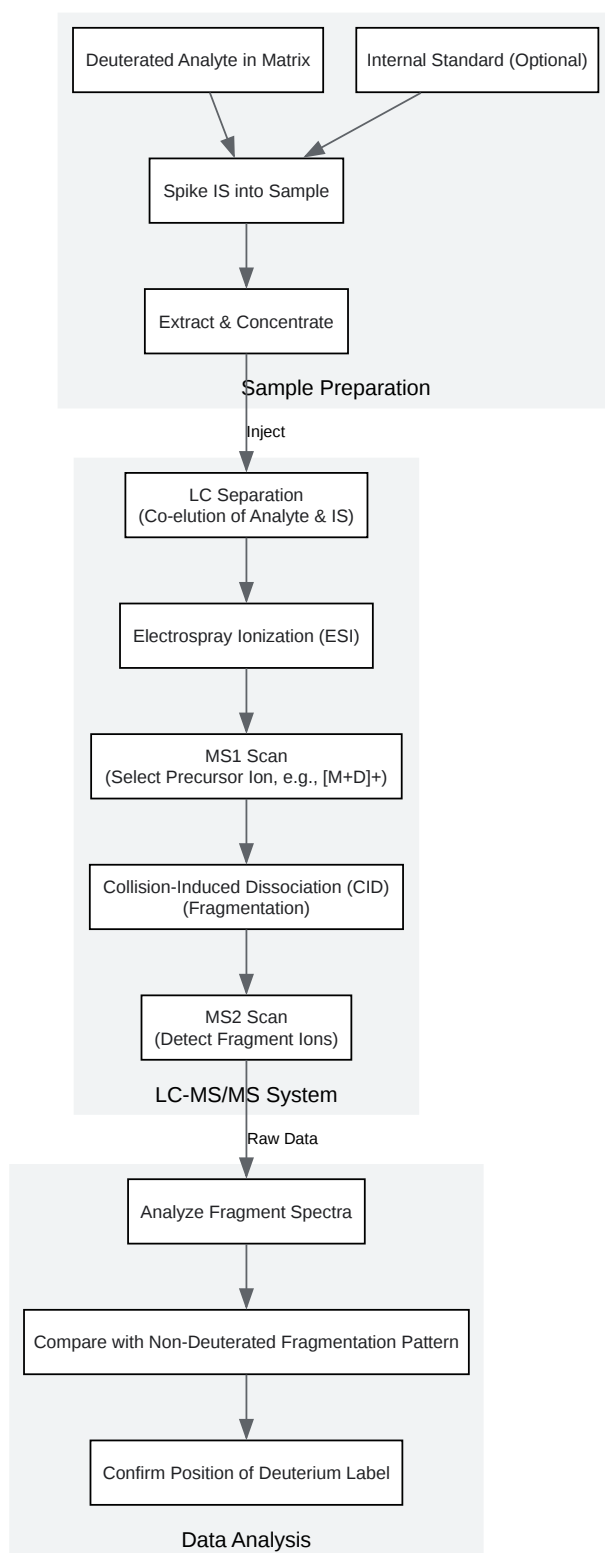 Deuterated Analyte in Matrix
Internal Standard (Optional)
Spike IS into Sample
Extract & Concentrate
Sample Preparation
Inject
LC Separation
(Co-elution of Analyte & IS)
Electrospray Ionization (ESI)
MS1 Scan
(Select Precursor Ion, e.g., [M+D]+)
Collision-Induced Dissociation (CID)
(Fragmentation)
MS2 Scan
(Detect Fragment Ions)
LC-MS/MS System
Raw Data
Analyze Fragment Spectra
Compare with Non-Deuterated Fragmentation Pattern
Confirm Position of Deuterium Label
Data Analysis